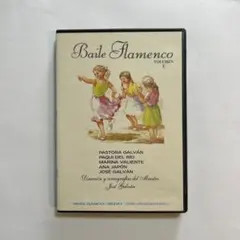 Baile Flamenco
VOLUMEN
PASTORA GALVÁN
PAQUI DEL RÍO
MARINA VALIENTE
ANA JAPÓN
JOSÉ GALVÁN
Dirección y coreografía del Maestro
José Galván